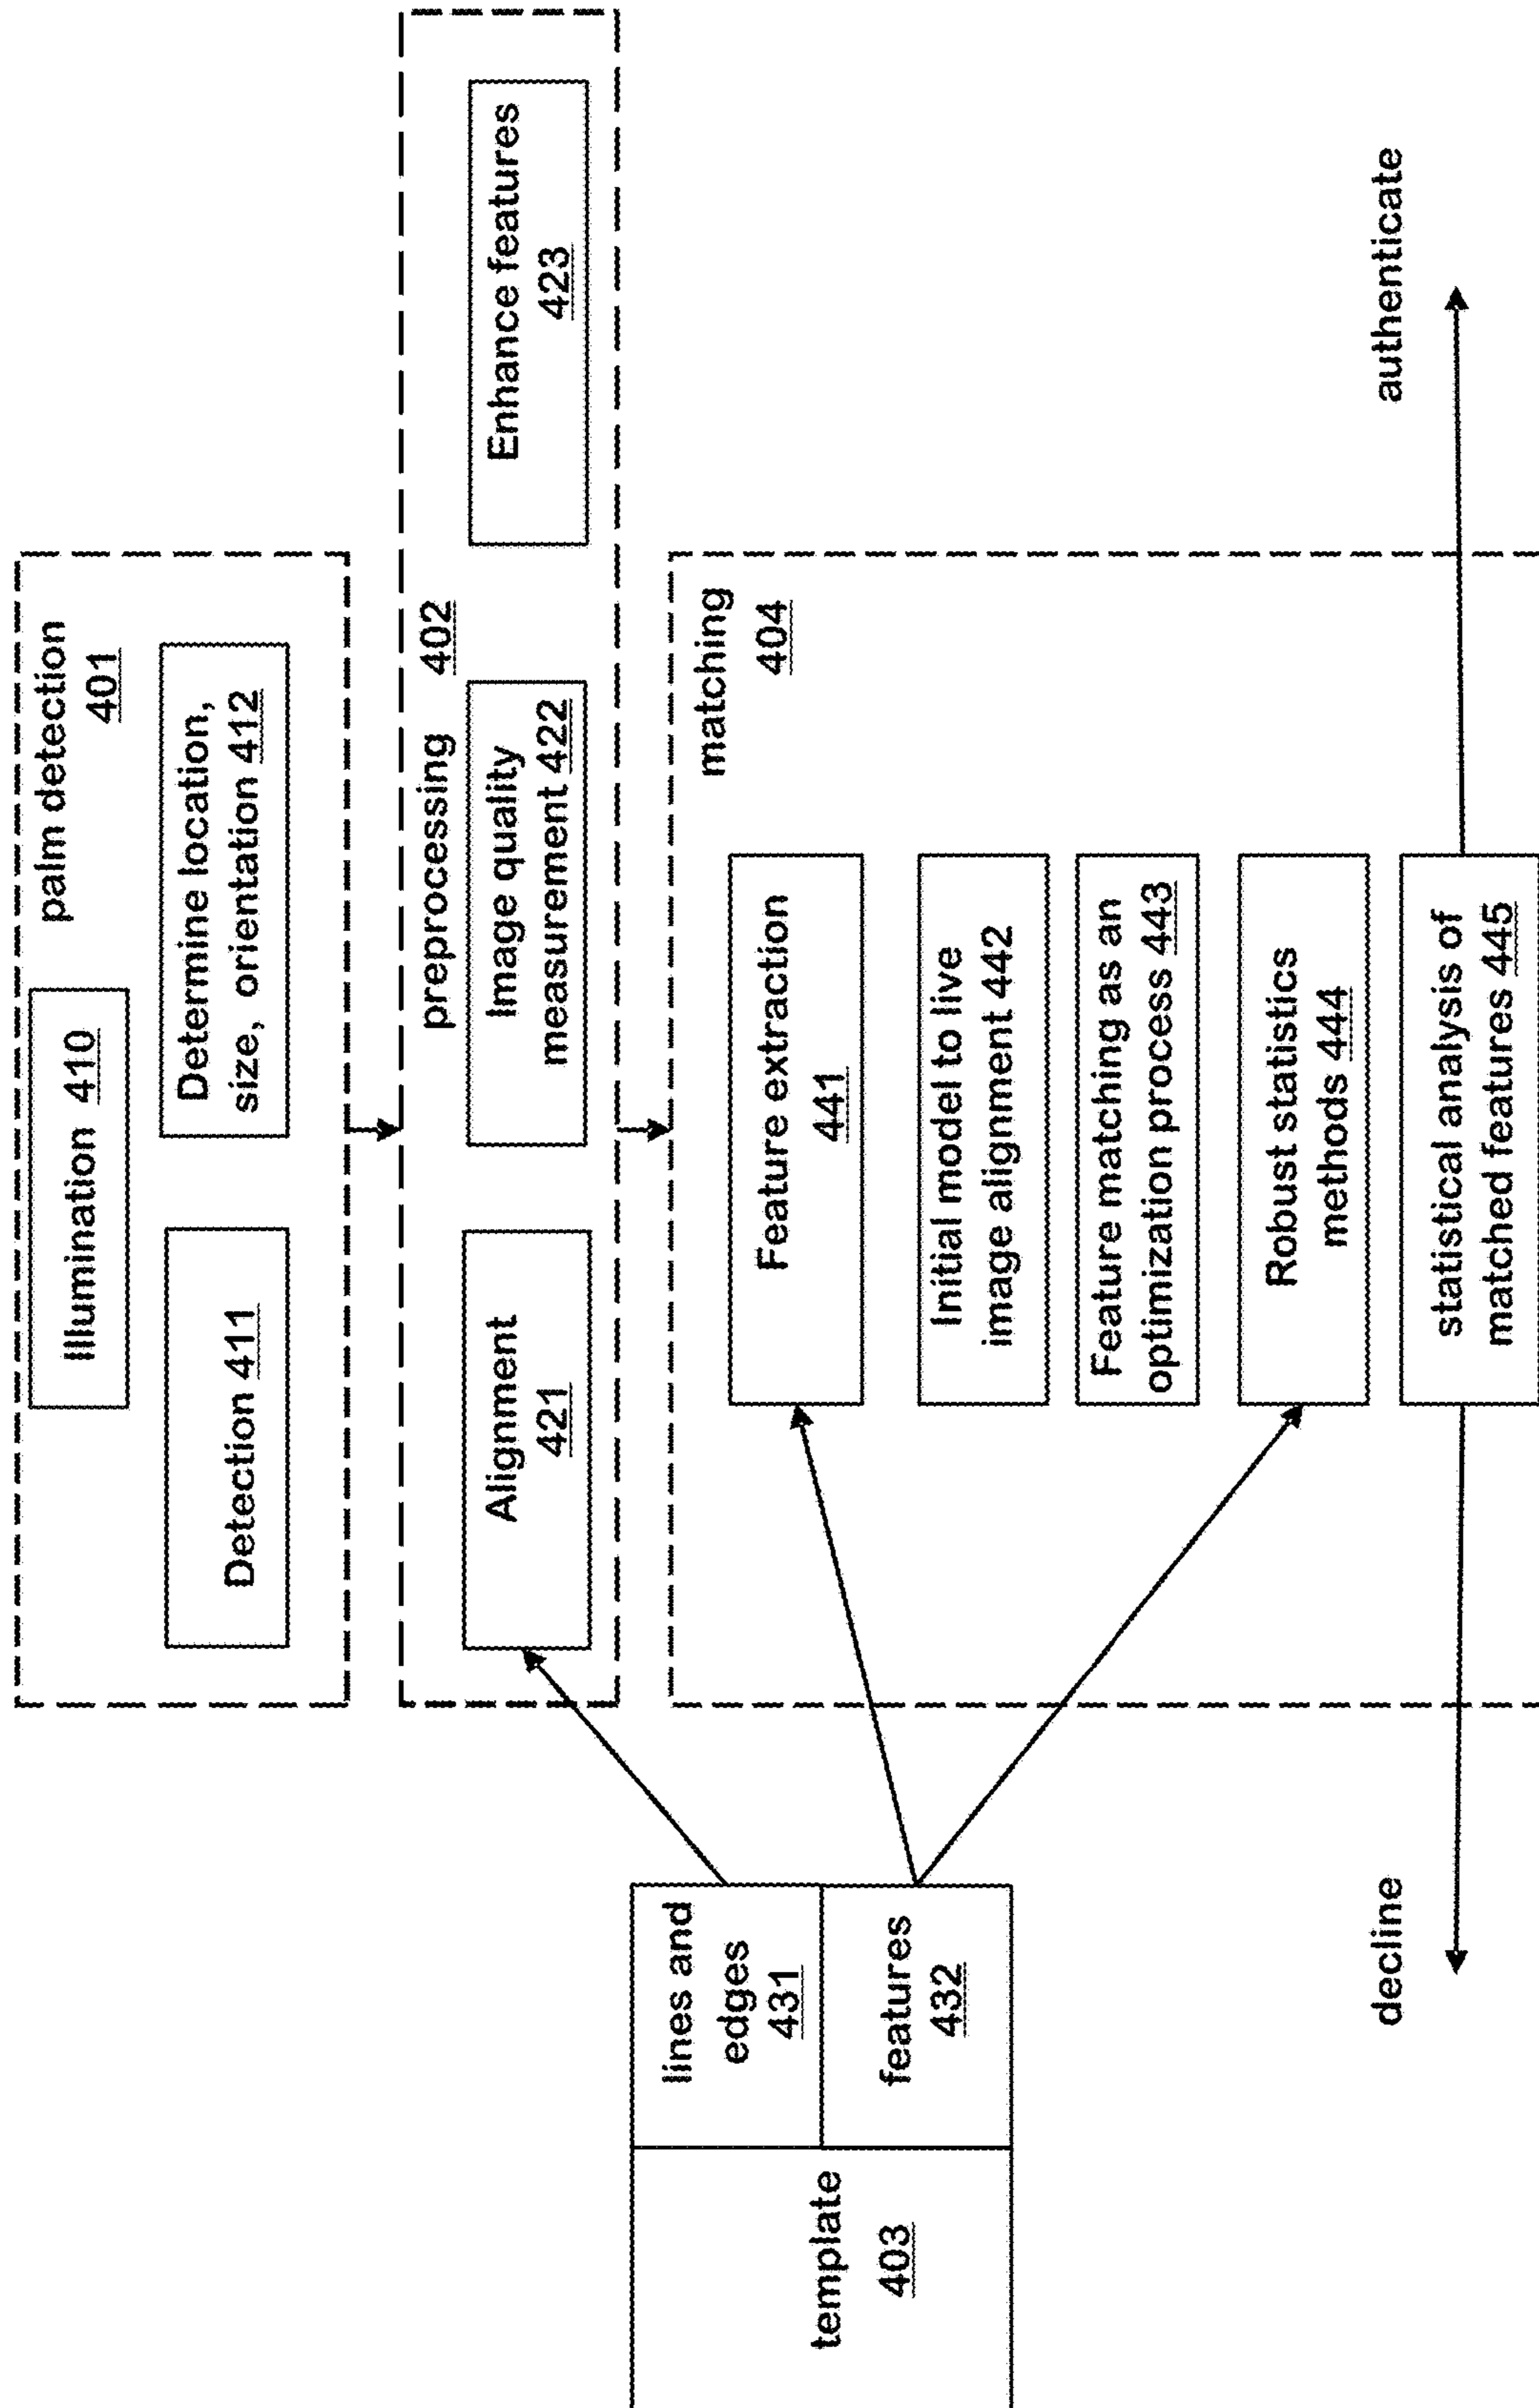 palm detection
401
Illumination 410
Detection 411
Determine location,
size, orientation 412
preprocessing 402
Alignment
421
Image quality
measurement 422
Enhance features
423
matching
404
Feature extraction
441
Initial model to live
image alignment 442
Feature matching as an
optimization process 443
Robust statistics
methods 444
statistical analysis of
matched features 445
template
403
lines and
edges
431
features
432
decline
authenticate